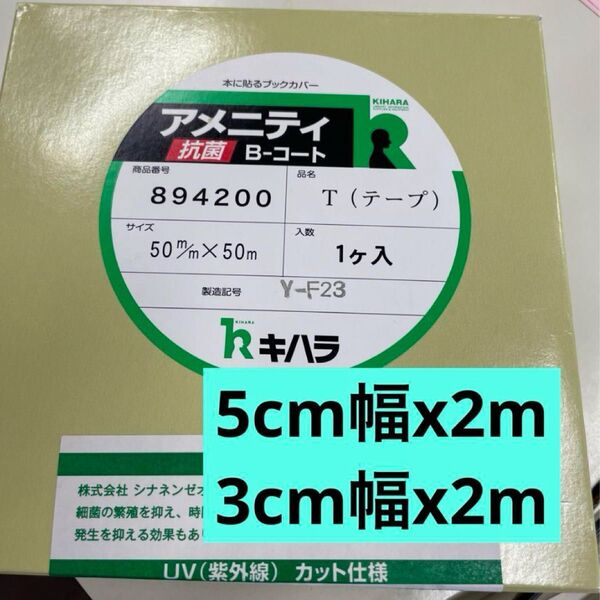 本に貼るブックカバー
KIHARA
アメニティ
抗菌 B-コート
商品番号
894200
品名
T(テープ)
サイズ
50m/m×50m
入数
1ヶ入
製造記号
Y-F23
KIHARA
キハラ
5cm幅x2m
3cm幅x2m
株式会社 シナネンゼオ
細菌の繁殖を抑え、時
発生を抑える効果もあり
UV(紫外線) カット仕様